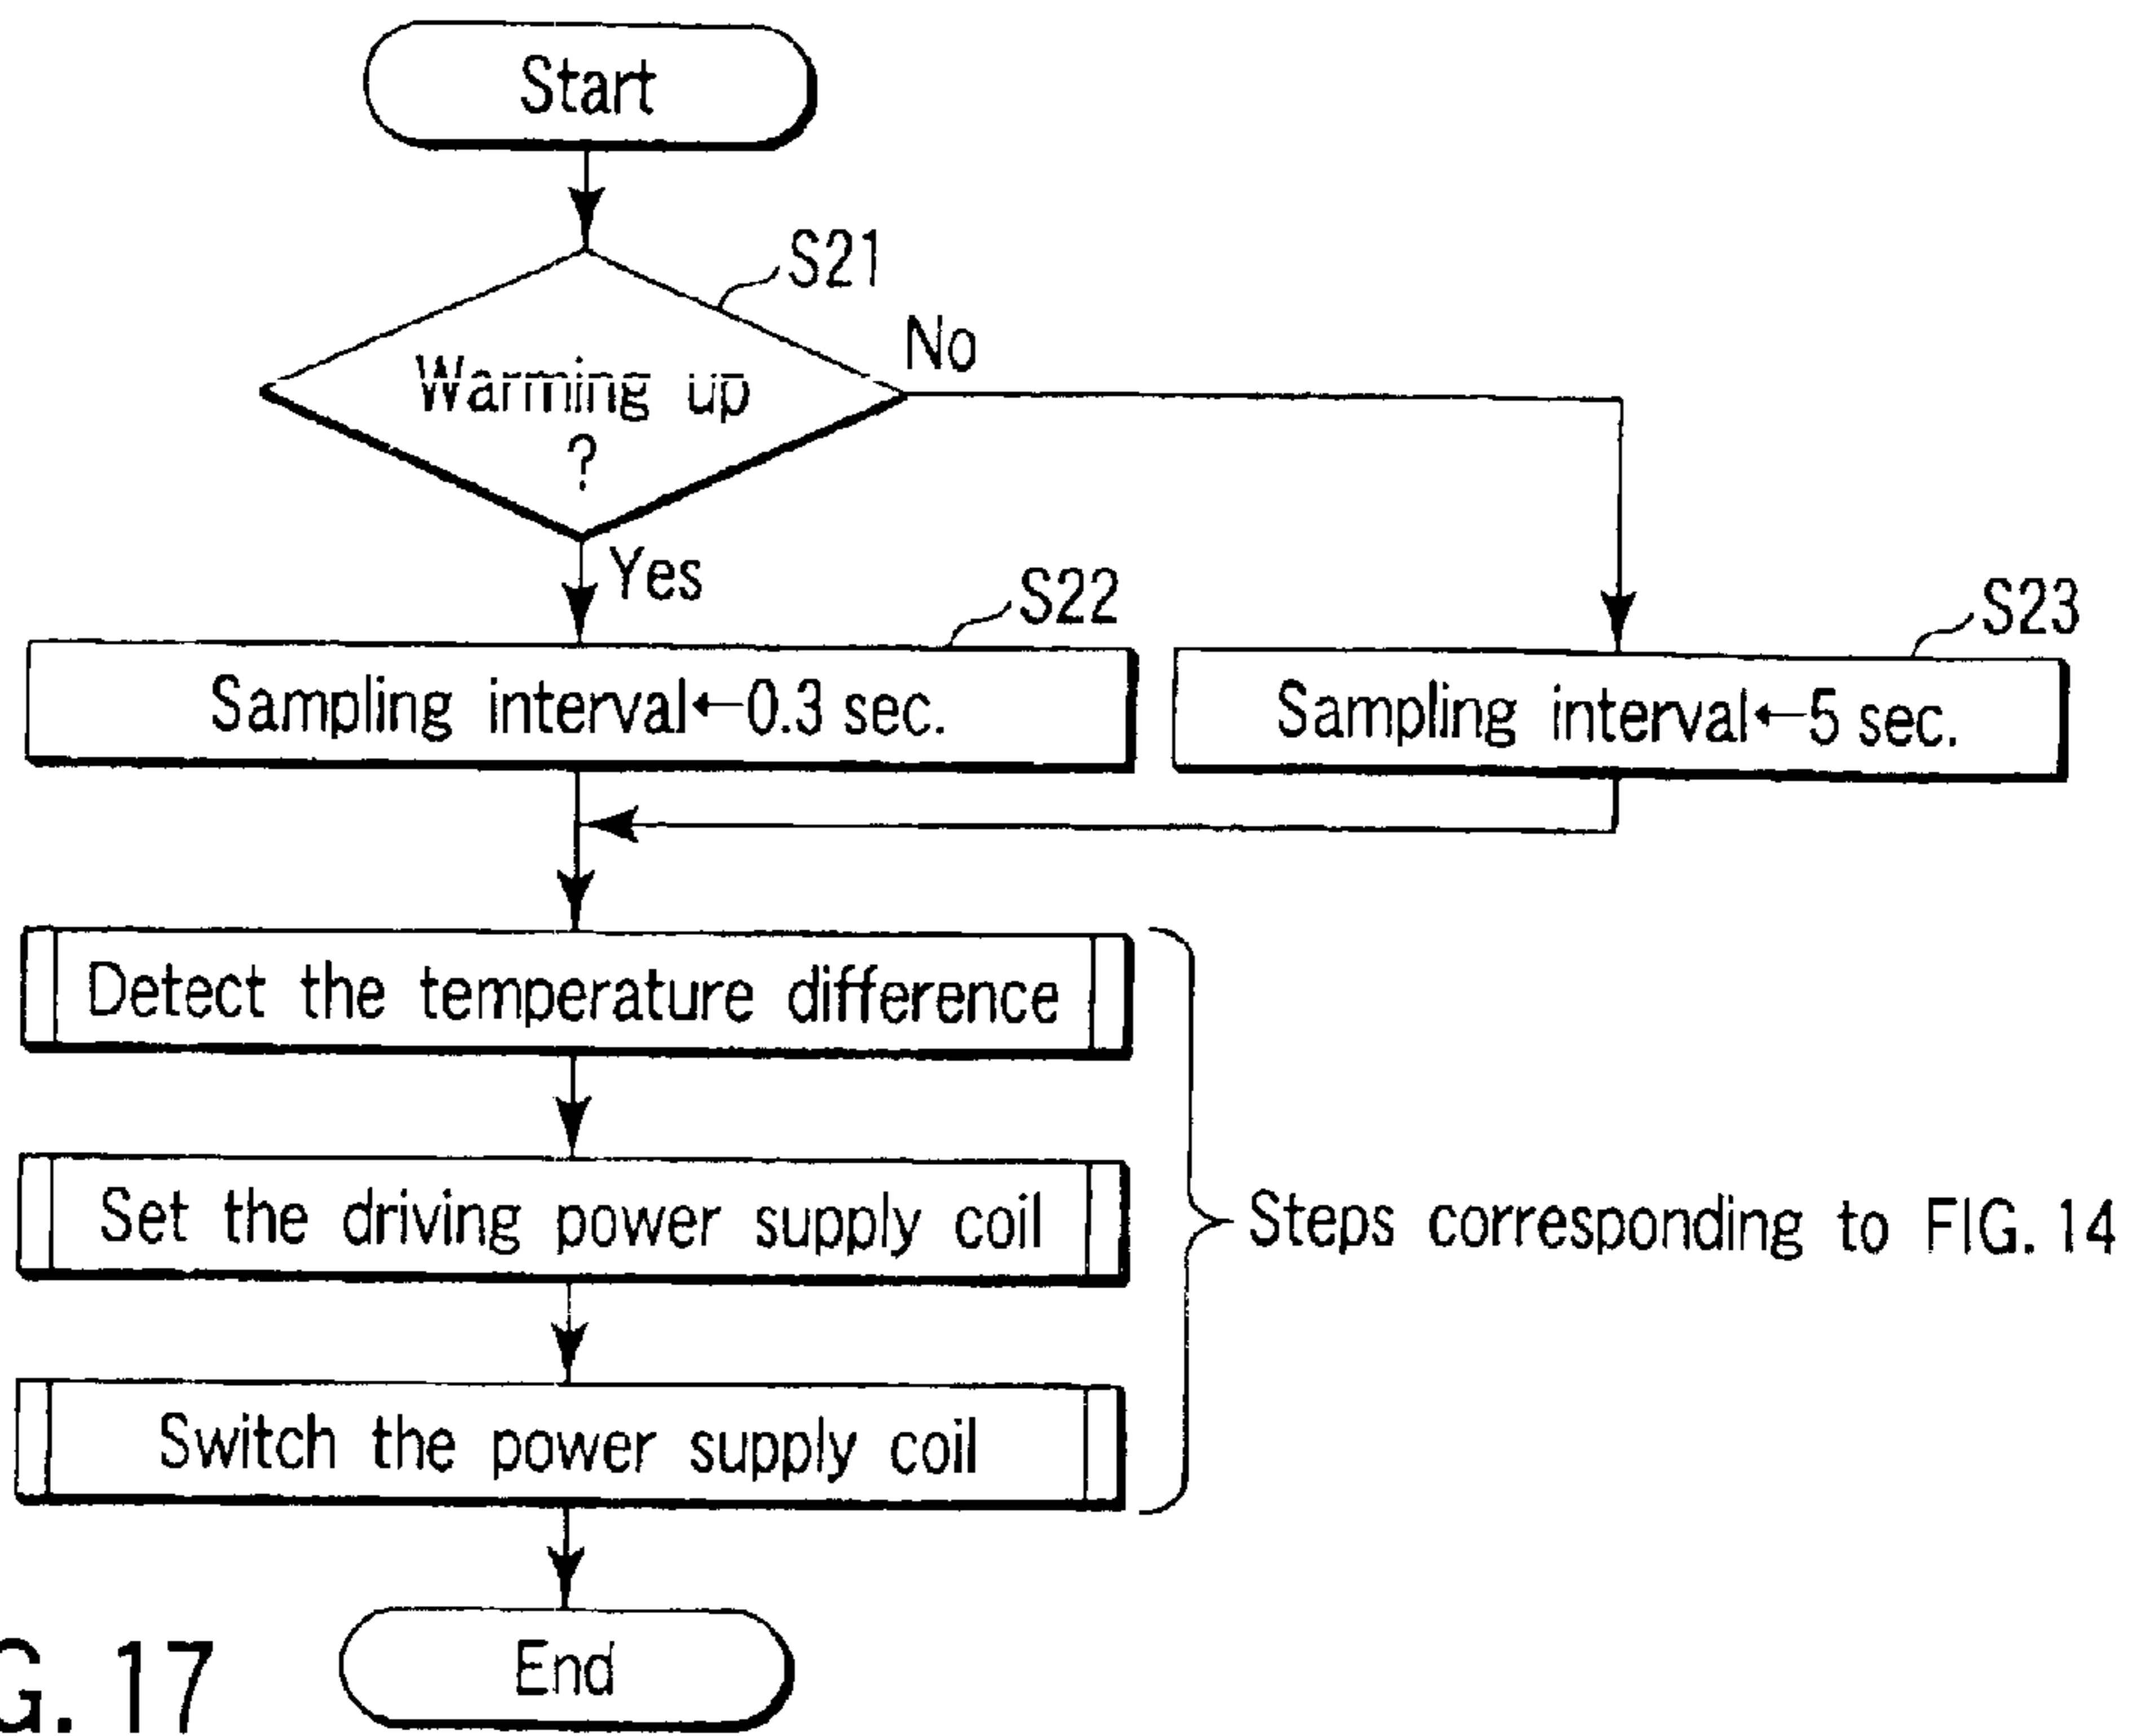 Start
S21
Warming up
?
No
Yes
S22
Sampling interval←0.3 sec.
S23
Sampling interval←5 sec.
Detect the temperature difference
Set the driving power supply coil
Switch the power supply coil
Steps corresponding to FIG. 14
End
G. 17